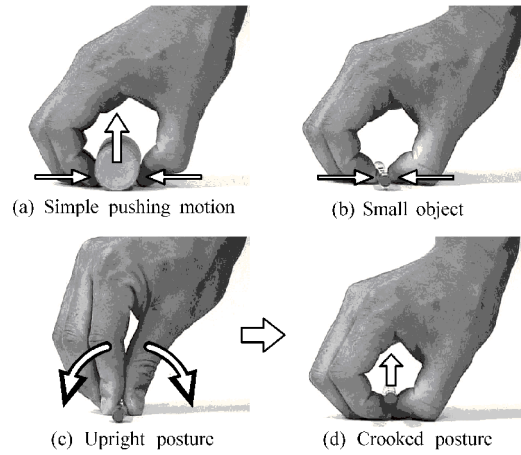 (a) Simple pushing motion
(b) Small object
(c) Upright posture
(d) Crooked posture